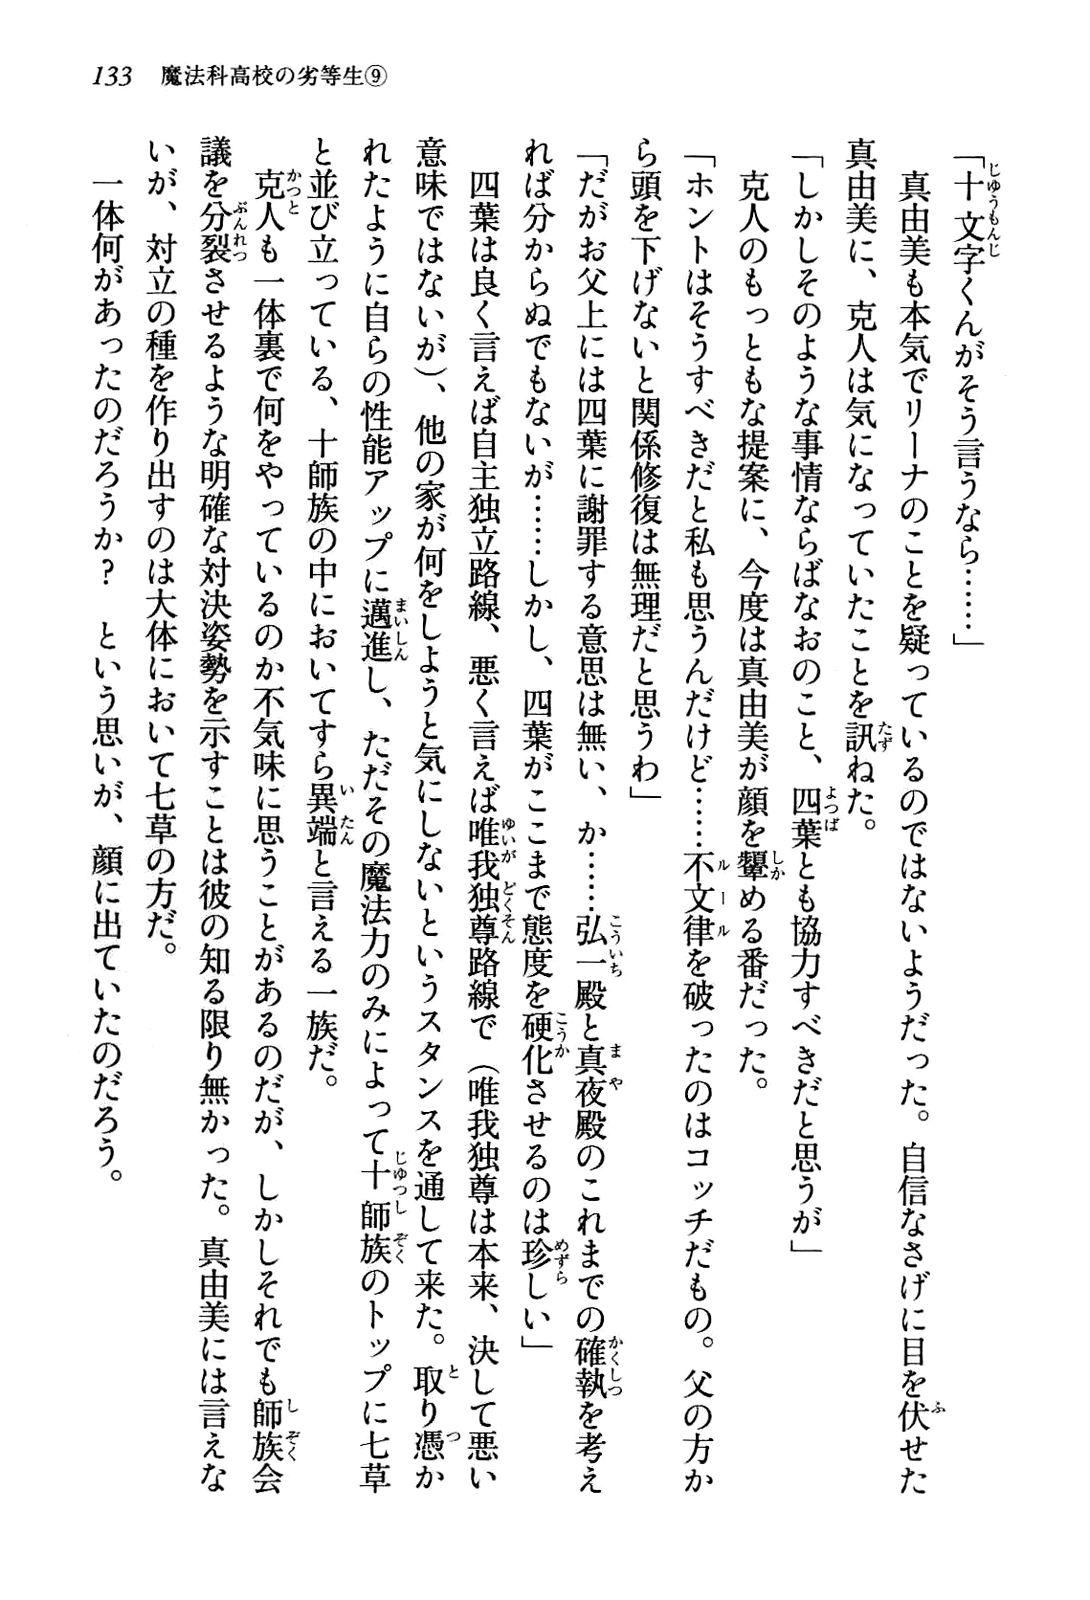 133 魔法科高校の劣等生⑨
「十文字くんがそう言うなら……」
真由美も本気でリーナのことを疑っているのではないようだった。自信なさげに目を伏せた
真由美に、克人は気になっていたことを訊ねた。
「しかしそのような事情ならばなおのこと、四葉とも協力すべきだと思うが」
克人のもっともな提案に、今度は真由美が顔を顰める番だった。
「ホントはそうすべきだと私も思うんだけど……不文律を破ったのはコッチだもの。父の方か
ら頭を下げないと関係修復は無理だと思うわ」
「だがお父上には四葉に謝罪する意思は無い、か……弘一殿と真夜殿のこれまでの確執を考え
れば分からぬでもないが……しかし、四葉がここまで態度を硬化させるのは珍しい」
四葉は良く言えば自主独立路線、悪く言えば唯我独尊路線で（唯我独尊は本来、決して悪い
意味ではないが）、他の家が何をしようと気にしないというスタンスを通して来た。取り憑か
れたように自らの性能アップに邁進し、ただその魔法力のみによって十師族のトップに七草
と並び立っている、十師族の中においてすら異端と言える一族だ。
克人も一体裏で何をやっているのか不気味に思うことがあるのだが、しかしそれでも師族会
議を分裂させるような明確な対決姿勢を示すことは彼の知る限り無かった。真由美には言えな
いが、対立の種を作り出すのは大体において七草の方だ。
一体何があったのだろうか？　という思いが、顔に出ていたのだろう。